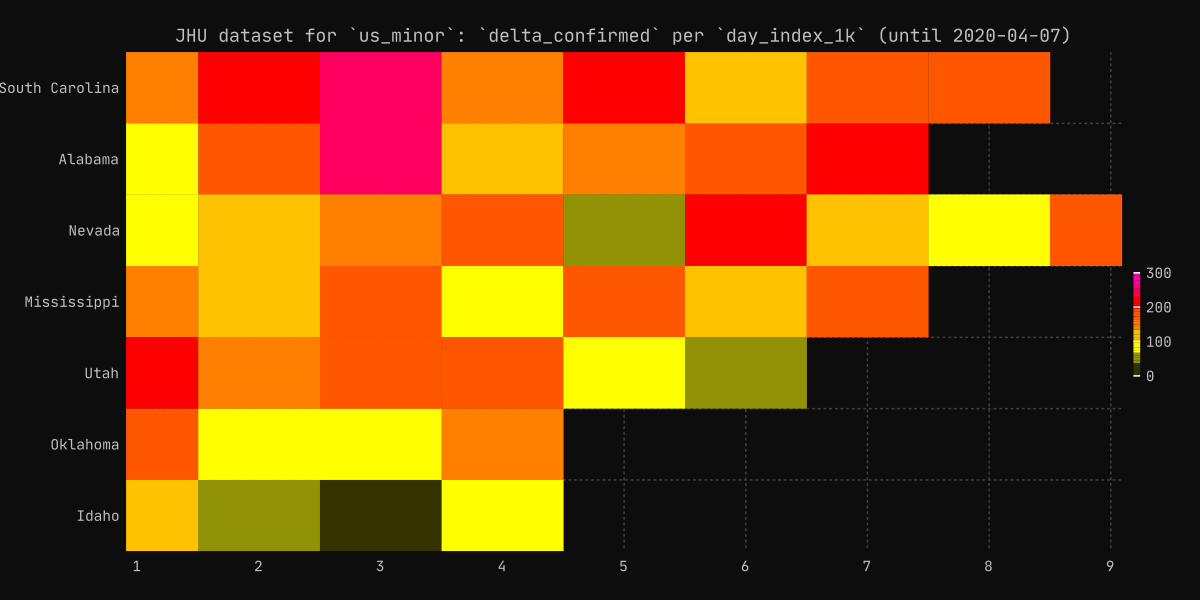 JHU dataset for `us_minor`: `delta_confirmed` per `day_index_1k` (until 2020-04-07)
South Carolina
Alabama
Nevada
Mississippi
Utah
Oklahoma
Idaho
300
200
100
0
1 2 3 4 5 6 7 8 9